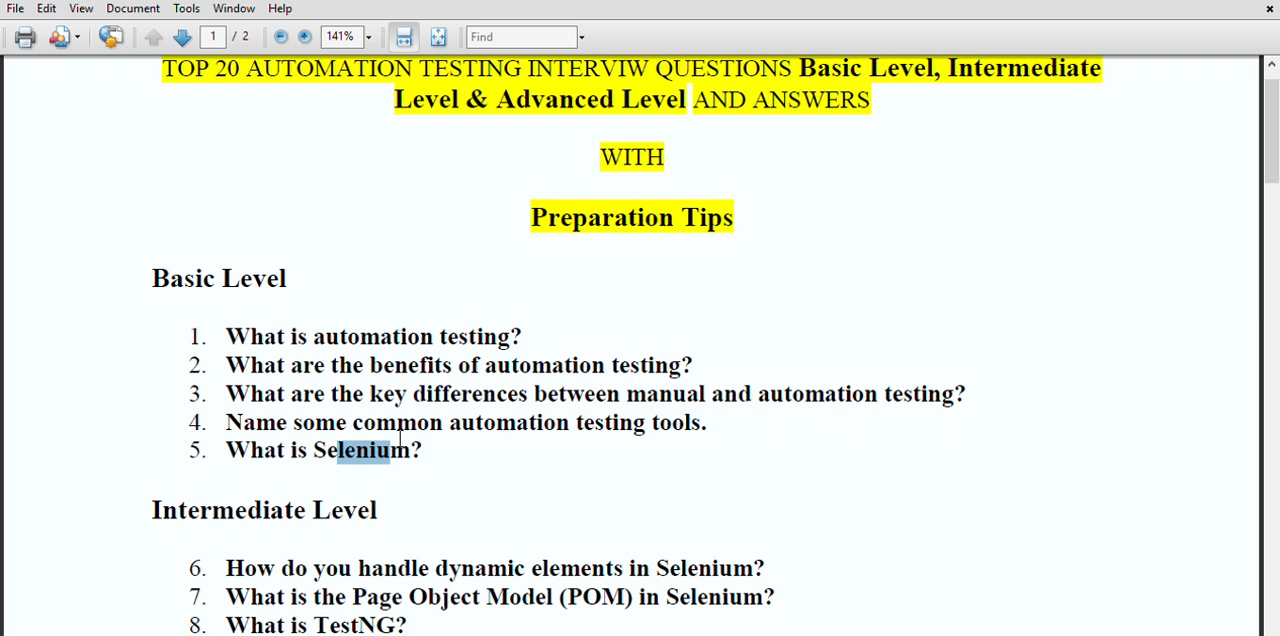 File Edit View Document Tools Window Help
1 / 2 141% Find
TOP 20 AUTOMATION TESTING INTERVIW QUESTIONS Basic Level, Intermediate
Level & Advanced Level AND ANSWERS
WITH
Preparation Tips
Basic Level
1. What is automation testing?
2. What are the benefits of automation testing?
3. What are the key differences between manual and automation testing?
4. Name some common automation testing tools.
5. What is Selenium?
Intermediate Level
6. How do you handle dynamic elements in Selenium?
7. What is the Page Object Model (POM) in Selenium?
8. What is TestNG?